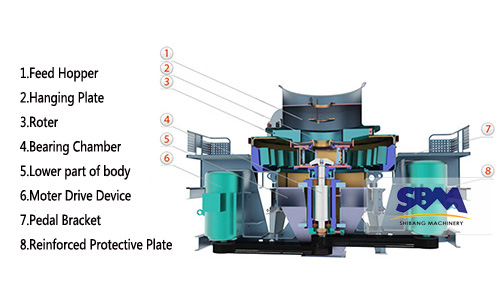 1.Feed Hopper
2.Hanging Plate
3.Roter
4.Bearing Chamber
5.Lower part of body
6.Moter Drive Device
7.Pedal Bracket
8.Reinforced Protective Plate
1
2
3
4
5
6
7
8
SBM
SHIBANG MACHINERY